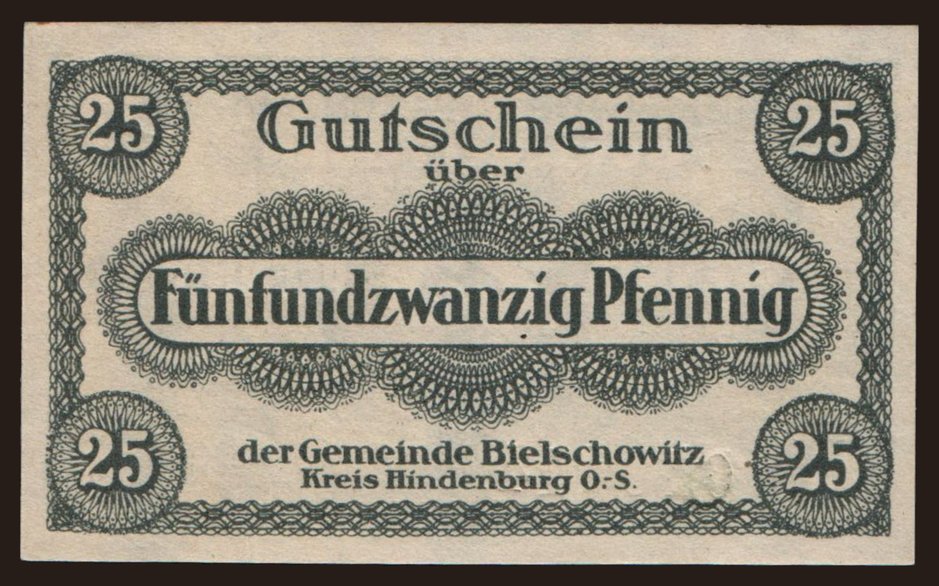 25
25
Gutschein
über
Fünfundzwanzig Pfennig
der Gemeinde Bielschowitz
Kreis Hindenburg O.-S.
25
25